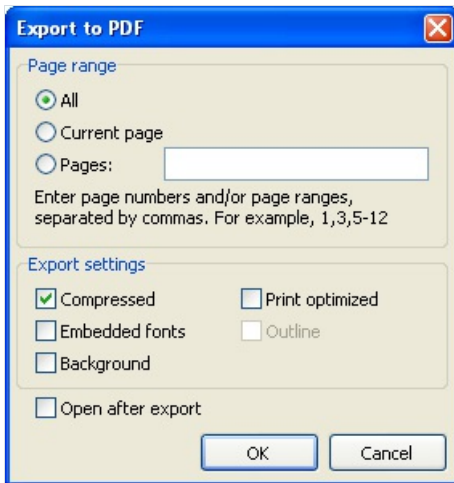 Export to PDF
Page range
All
Current page
Pages:
Enter page numbers and/or page ranges,
separated by commas. For example, 1,3,5-12
Export settings
Compressed
Print optimized
Embedded fonts
Outline
Background
Open after export
OK
Cancel